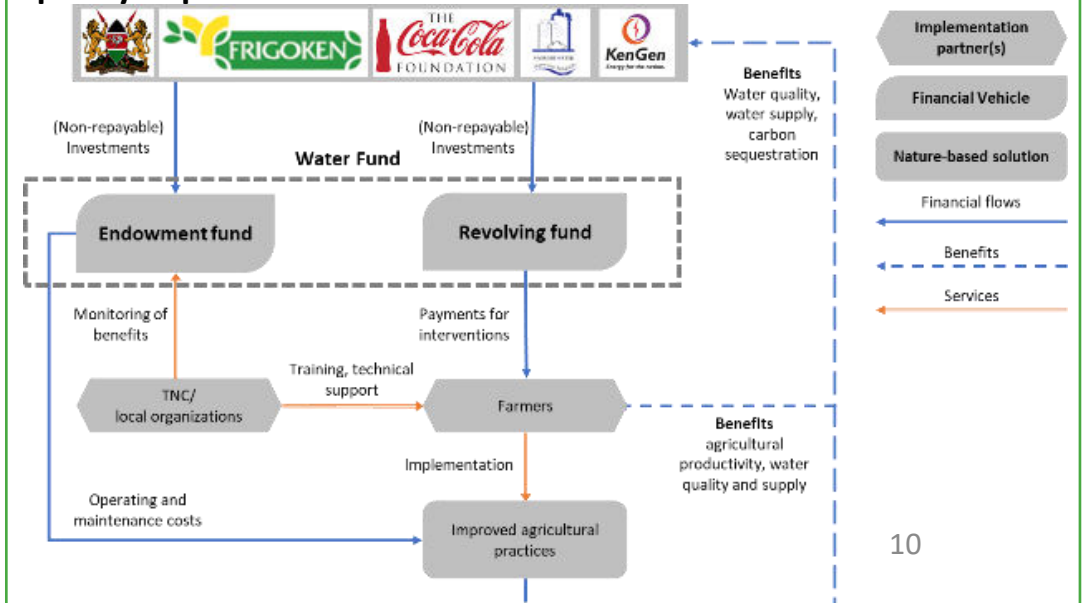 FRIGOKEN
THE
Coca-Cola
FOUNDATION
KenGen
Energy for the nation.
Implementation
partner(s)
Financial Vehicle
Nature-based solution
Financial flows
Benefits
Services
Benefits
Water quality,
water supply,
carbon
sequestration
(Non-repayable)
Investments
(Non-repayable)
Investments
Water Fund
Endowment fund
Revolving fund
Monitoring of
benefits
Payments for
interventions
Training, technical
support
TNC/
local organizations
Farmers
Benefits
agricultural
productivity, water
quality and supply
Implementation
Operating and
maintenance costs
Improved agricultural
practices
10